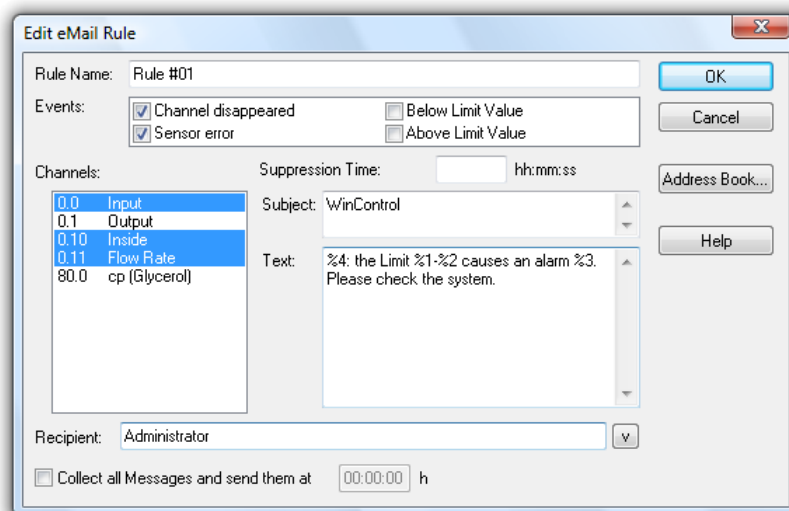 Edit eMail Rule
Rule Name: Rule #01
OK
Events:
Channel disappeared
Below Limit Value
Sensor error
Above Limit Value
Cancel
Channels:
Suppression Time:
hh:mm:ss
Address Book...
0.0 Input
0.1 Output
0.10 Inside
0.11 Flow Rate
80.0 cp (Glycerol)
Subject: WinControl
Help
Text: %4: the Limit %1-%2 causes an alarm %3.
Please check the system.
Recipient: Administrator
v
Collect all Messages and send them at 00:00:00 h